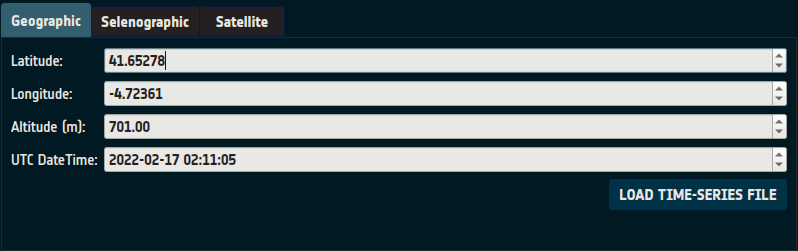 Geographic Selenographic Satellite
Latitude: 41.65278
Longitude: -4.72361
Altitude (m): 701.00
UTC DateTime: 2022-02-17 02:11:05
LOAD TIME-SERIES FILE